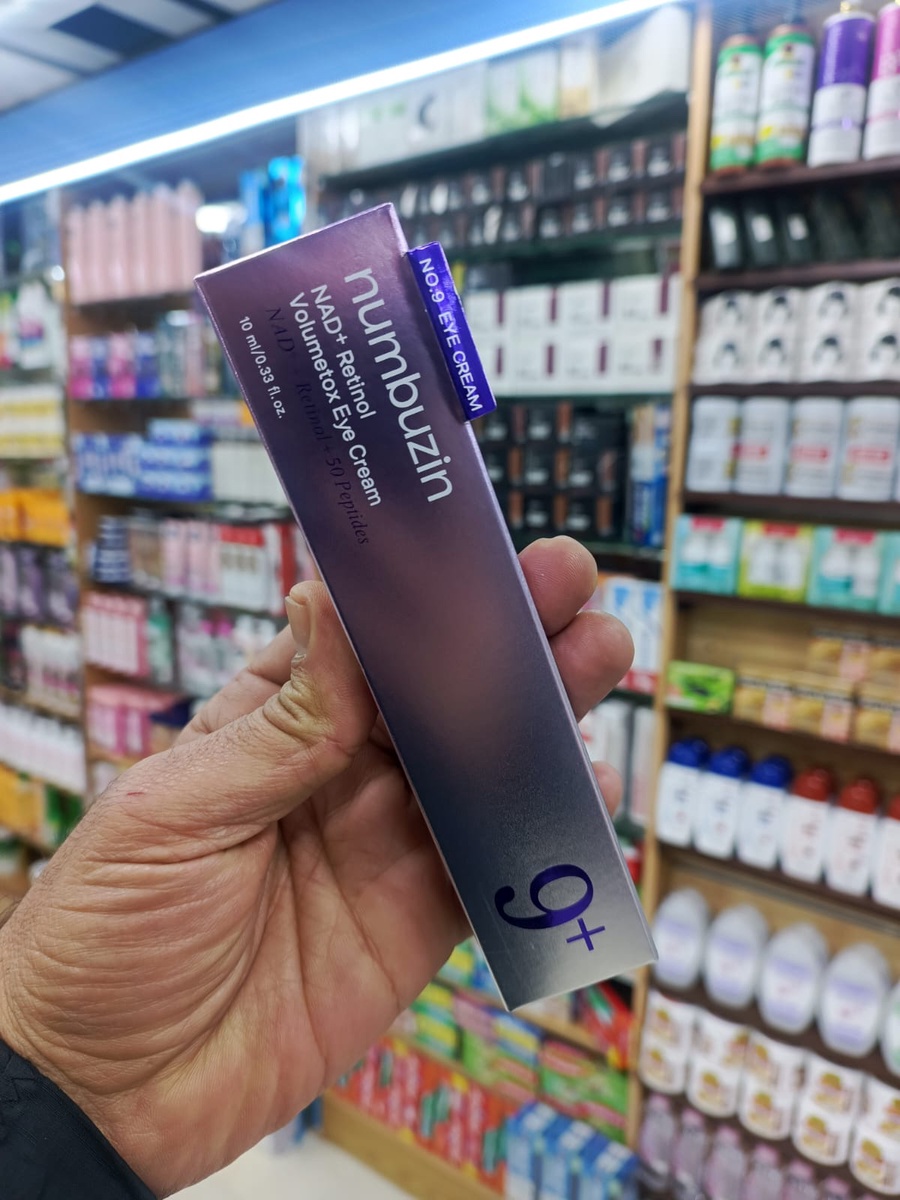 numbuzin
NAD+ Retinol
Volumetox Eye Cream
NAD + Retinol + 50 Peptides
10 ml/0.33 fl.oz.
NO.9 EYE CREAM
9+